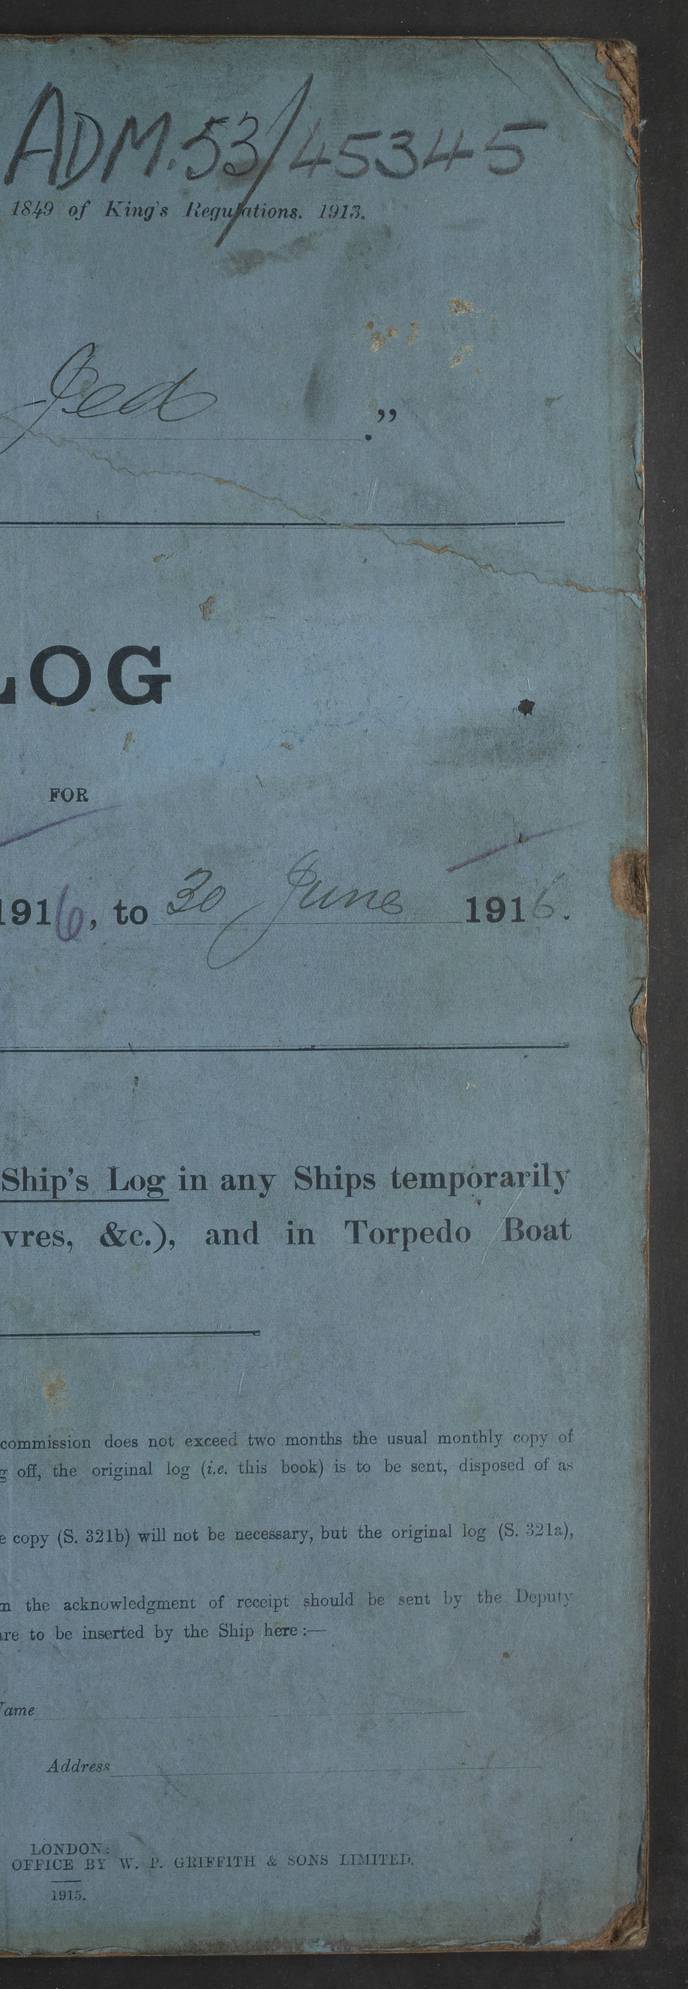 ADM.53/45345
1849 of King's Regulations. 1913.
Jed ."
LOG
FOR
1916, to 30 June 1916.
Ship's Log in any Ships temporarily
vres, &c.), and in Torpedo Boat
commission does not exceed two months the usual monthly copy of
g off, the original log (i.e. this book) is to be sent, disposed of as
e copy (S. 321b) will not be necessary, but the original log (S. 321a),
m the acknowledgment of receipt should be sent by the Deputy
are to be inserted by the Ship here:—
Name
Address
LONDON:
OFFICE BY W. P. GRIFFITH & SONS LIMITED.
1915.